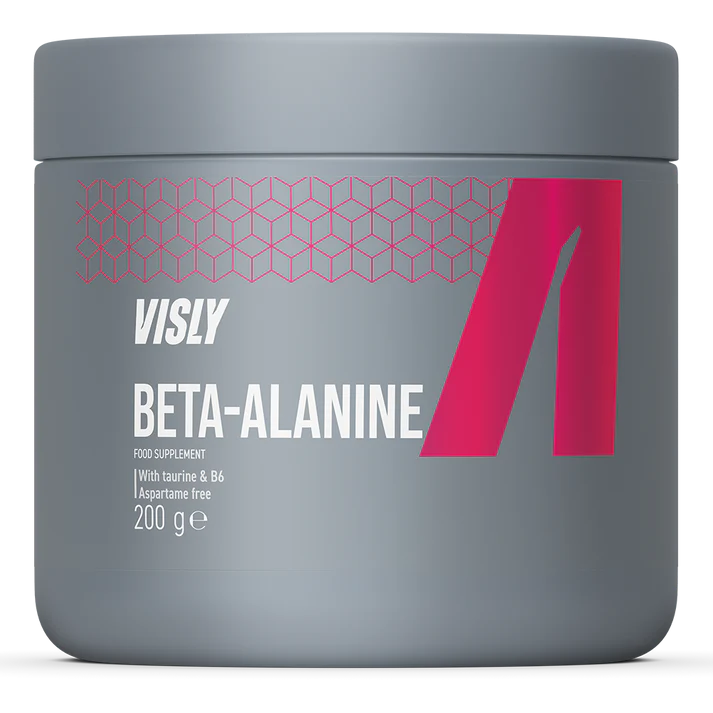 VISLY
BETA-ALANINE
FOOD SUPPLEMENT
With taurine & B6
Aspartame free
200 g ℮